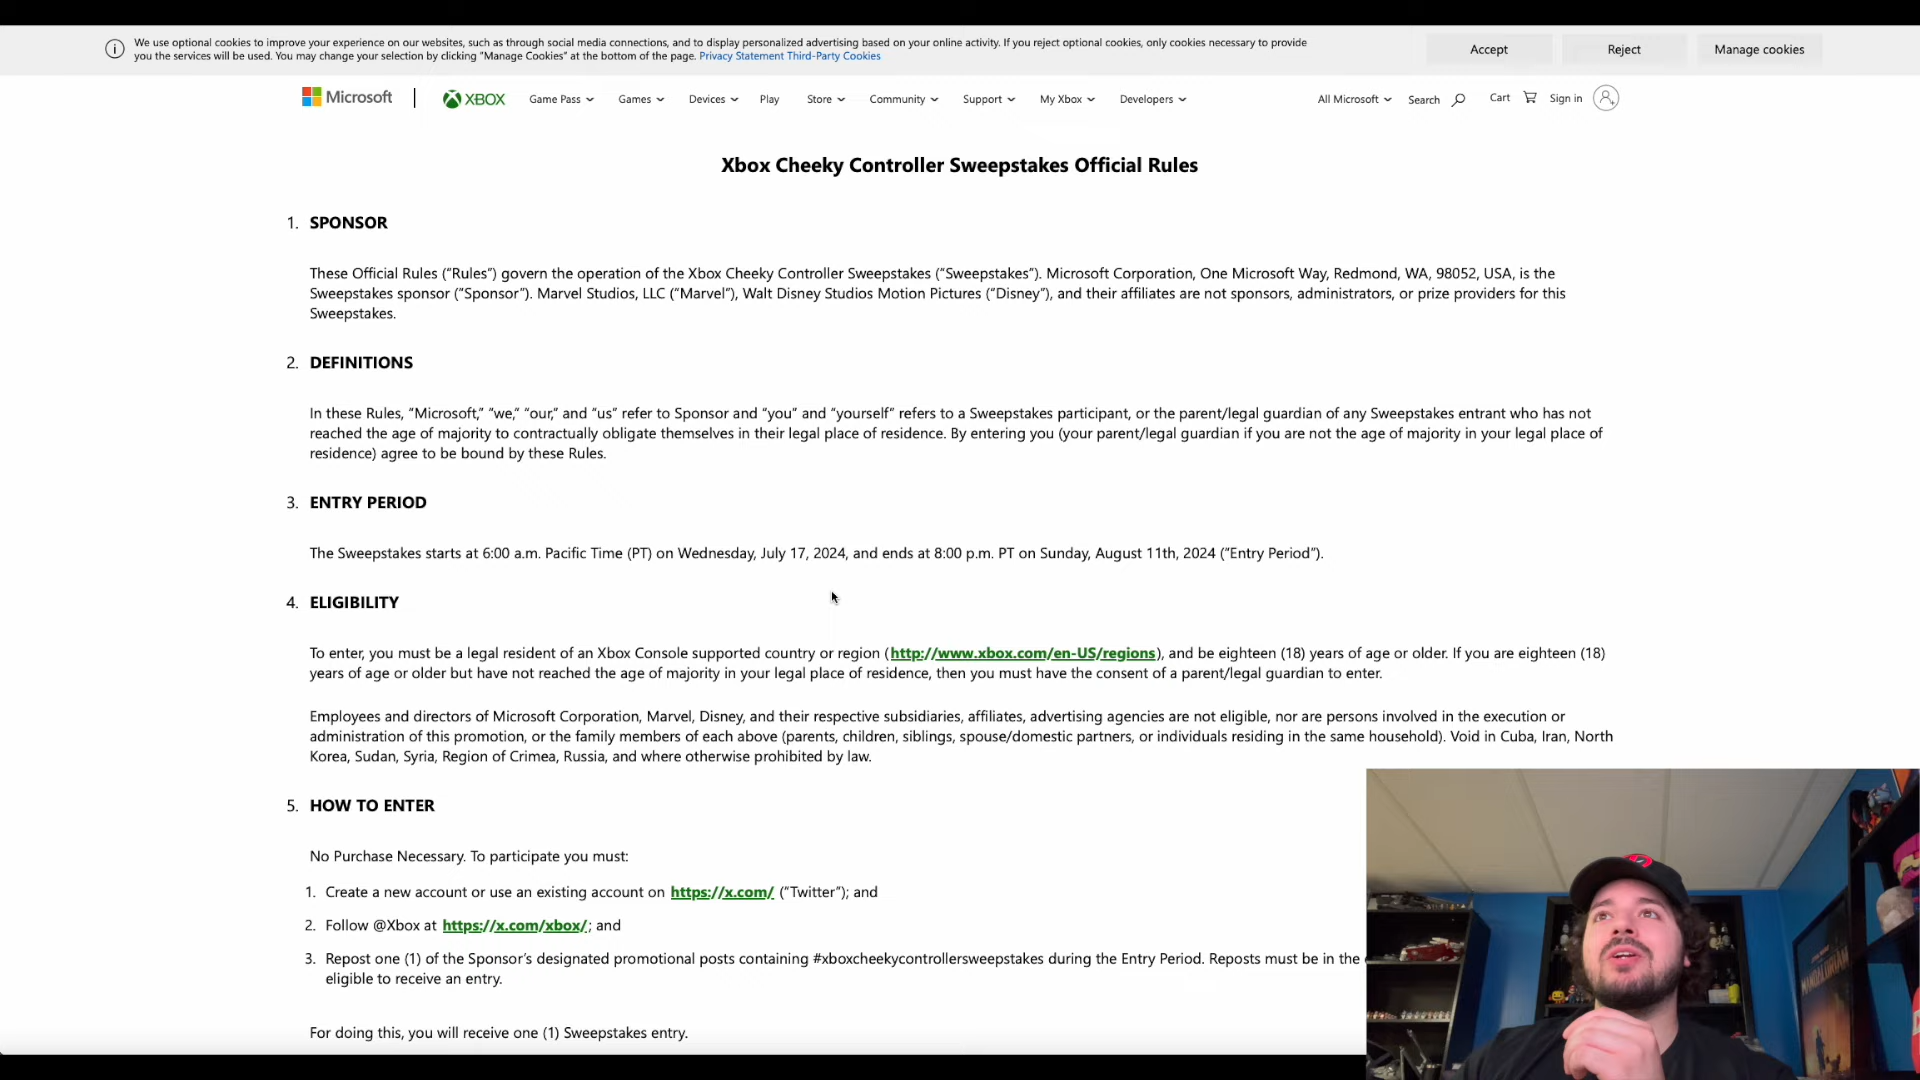 We use optional cookies to improve your experience on our websites, such as through social media connections, and to display personalized advertising based on your online activity. If you reject optional cookies, only cookies necessary to provide
you the services will be used. You may change your selection by clicking “Manage Cookies” at the bottom of the page. Privacy Statement Third-Party Cookies
Accept
Reject
Manage cookies
Microsoft
XBOX
Game Pass
Games
Devices
Play
Store
Community
Support
My Xbox
Developers
All Microsoft
Search
Cart
Sign in
Xbox Cheeky Controller Sweepstakes Official Rules
1. SPONSOR
These Official Rules (“Rules”) govern the operation of the Xbox Cheeky Controller Sweepstakes (“Sweepstakes”). Microsoft Corporation, One Microsoft Way, Redmond, WA, 98052, USA, is the
Sweepstakes sponsor (“Sponsor”). Marvel Studios, LLC (“Marvel”), Walt Disney Studios Motion Pictures (“Disney”), and their affiliates are not sponsors, administrators, or prize providers for this
Sweepstakes.
2. DEFINITIONS
In these Rules, “Microsoft,” “we,” “our,” and “us” refer to Sponsor and “you” and “yourself” refers to a Sweepstakes participant, or the parent/legal guardian of any Sweepstakes entrant who has not
reached the age of majority to contractually obligate themselves in their legal place of residence. By entering you (your parent/legal guardian if you are not the age of majority in your legal place of
residence) agree to be bound by these Rules.
3. ENTRY PERIOD
The Sweepstakes starts at 6:00 a.m. Pacific Time (PT) on Wednesday, July 17, 2024, and ends at 8:00 p.m. PT on Sunday, August 11th, 2024 (“Entry Period”).
4. ELIGIBILITY
To enter, you must be a legal resident of an Xbox Console supported country or region (http://www.xbox.com/en-US/regions), and be eighteen (18) years of age or older. If you are eighteen (18)
years of age or older but have not reached the age of majority in your legal place of residence, then you must have the consent of a parent/legal guardian to enter.
Employees and directors of Microsoft Corporation, Marvel, Disney, and their respective subsidiaries, affiliates, advertising agencies are not eligible, nor are persons involved in the execution or
administration of this promotion, or the family members of each above (parents, children, siblings, spouse/domestic partners, or individuals residing in the same household). Void in Cuba, Iran, North
Korea, Sudan, Syria, Region of Crimea, Russia, and where otherwise prohibited by law.
5. HOW TO ENTER
No Purchase Necessary. To participate you must:
1. Create a new account or use an existing account on https://x.com/ (“Twitter”); and
2. Follow @Xbox at https://x.com/xbox/; and
3. Repost one (1) of the Sponsor’s designated promotional posts containing #xboxcheekycontrollersweepstakes during the Entry Period. Reposts must be in the
eligible to receive an entry.
For doing this, you will receive one (1) Sweepstakes entry.
MANDALORIAN